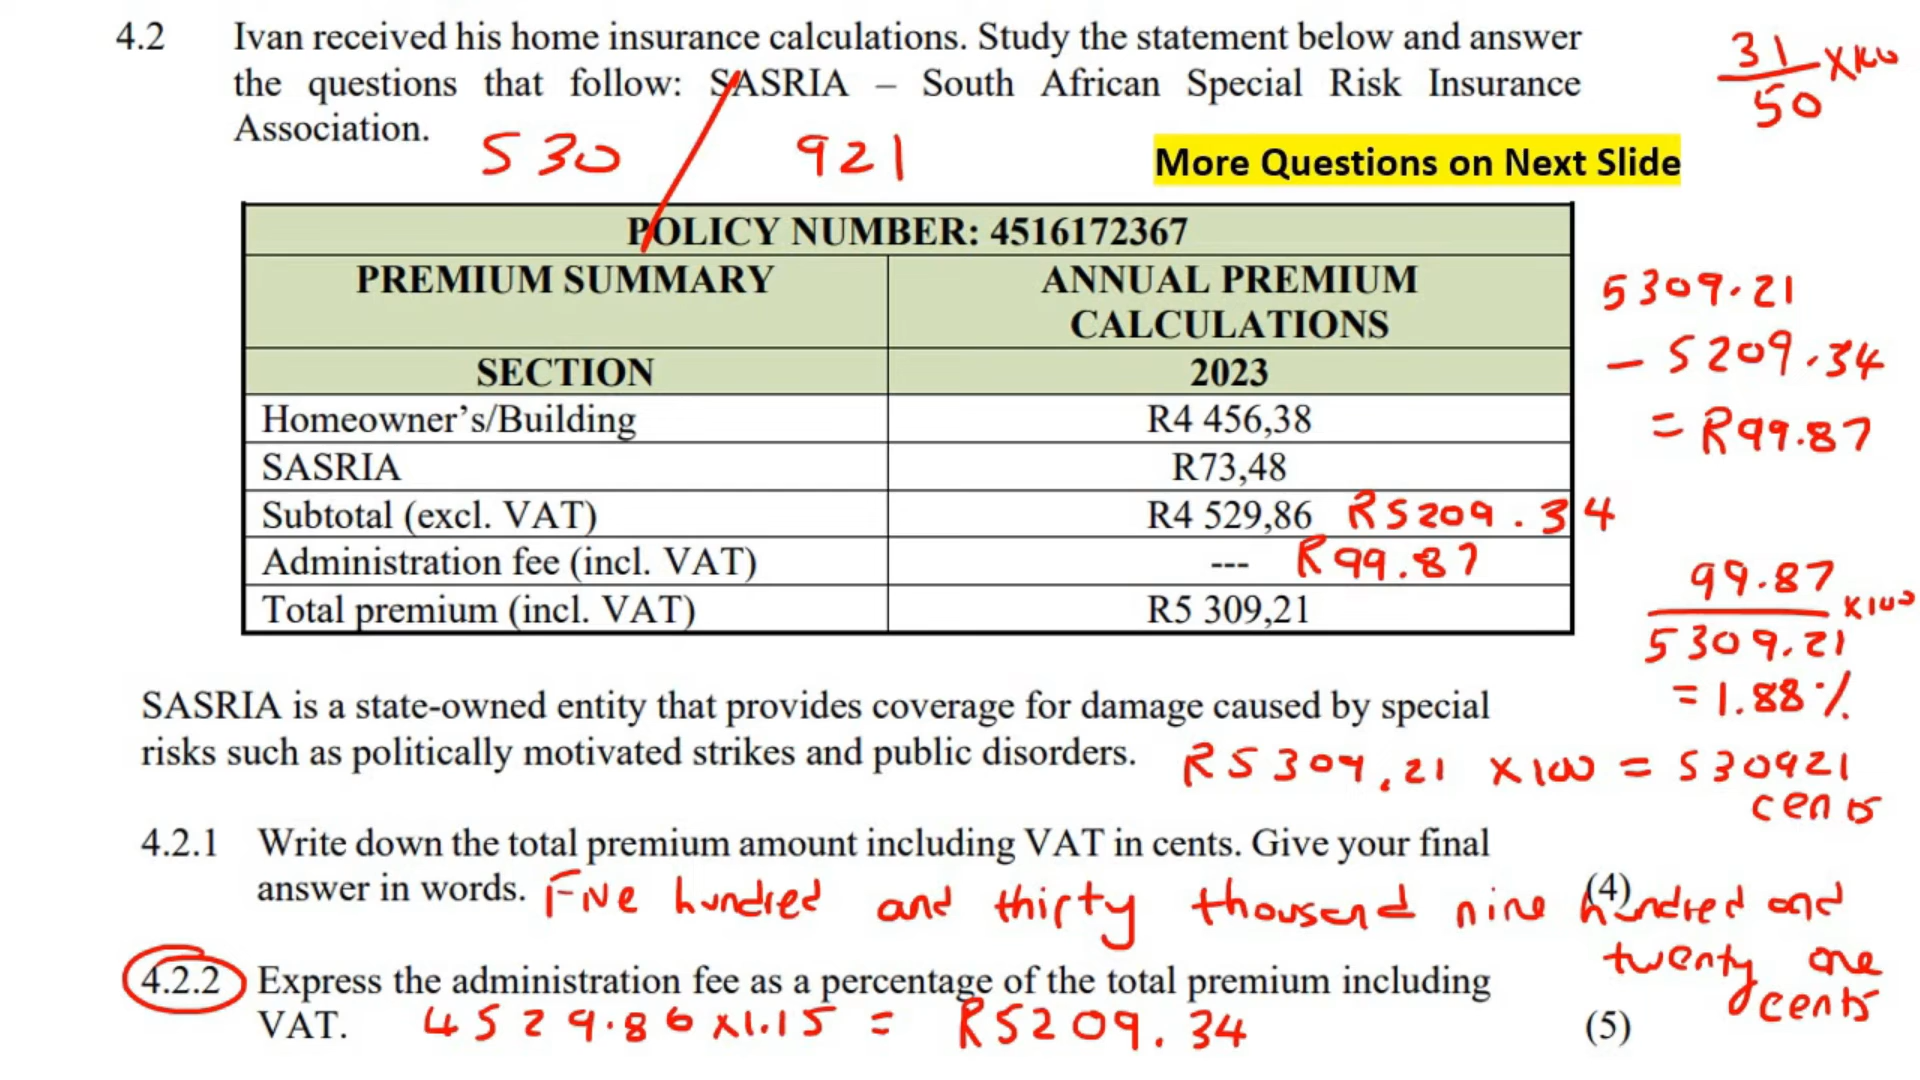 4.2 Ivan received his home insurance calculations. Study the statement below and answer
the questions that follow: SASRIA – South African Special Risk Insurance
Association.
31
50 ×100
530 921
More Questions on Next Slide
POLICY NUMBER: 4516172367
PREMIUM SUMMARY ANNUAL PREMIUM
CALCULATIONS
SECTION 2023
Homeowner’s/Building R4 456,38
SASRIA R73,48
Subtotal (excl. VAT) R4 529,86 R5209.34
Administration fee (incl. VAT) --- R99.87
Total premium (incl. VAT) R5 309,21
5309.21
- 5209.34
= R99.87
99.87
5309.21 ×100
= 1.88%
SASRIA is a state-owned entity that provides coverage for damage caused by special
risks such as politically motivated strikes and public disorders.
R5309.21 ×100 = 530921
cents
4.2.1 Write down the total premium amount including VAT in cents. Give your final
answer in words. (4)
Five hundred and thirty thousand nine hundred and
twenty one
cents
4.2.2 Express the administration fee as a percentage of the total premium including
VAT. (5)
4529.86 ×1.15 = R5209.34